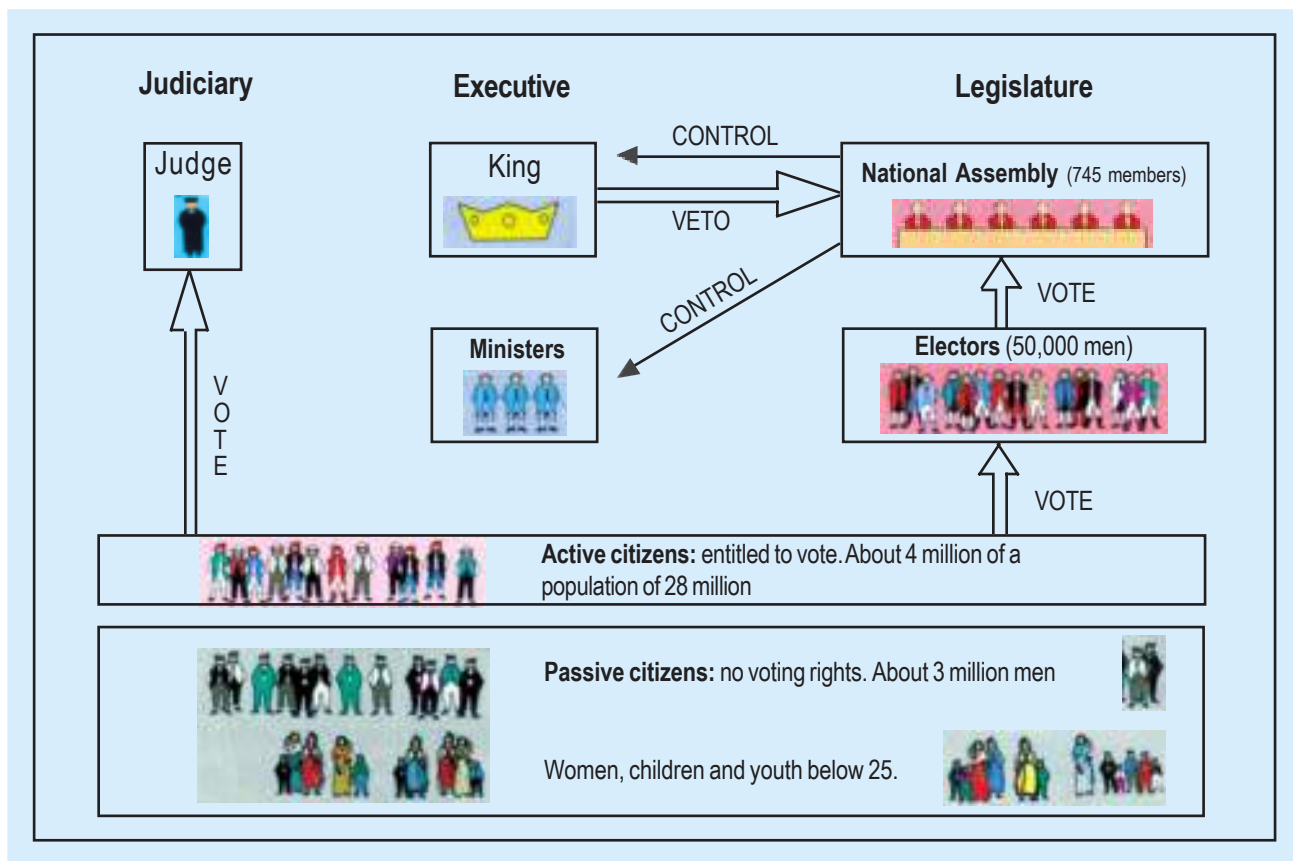 Judiciary
Executive
Legislature
Judge
King
CONTROL
VETO
National Assembly (745 members)
CONTROL
VOTE
Ministers
Electors (50,000 men)
VOTE
VOTE
Active citizens: entitled to vote. About 4 million of a
population of 28 million
Passive citizens: no voting rights. About 3 million men
Women, children and youth below 25.